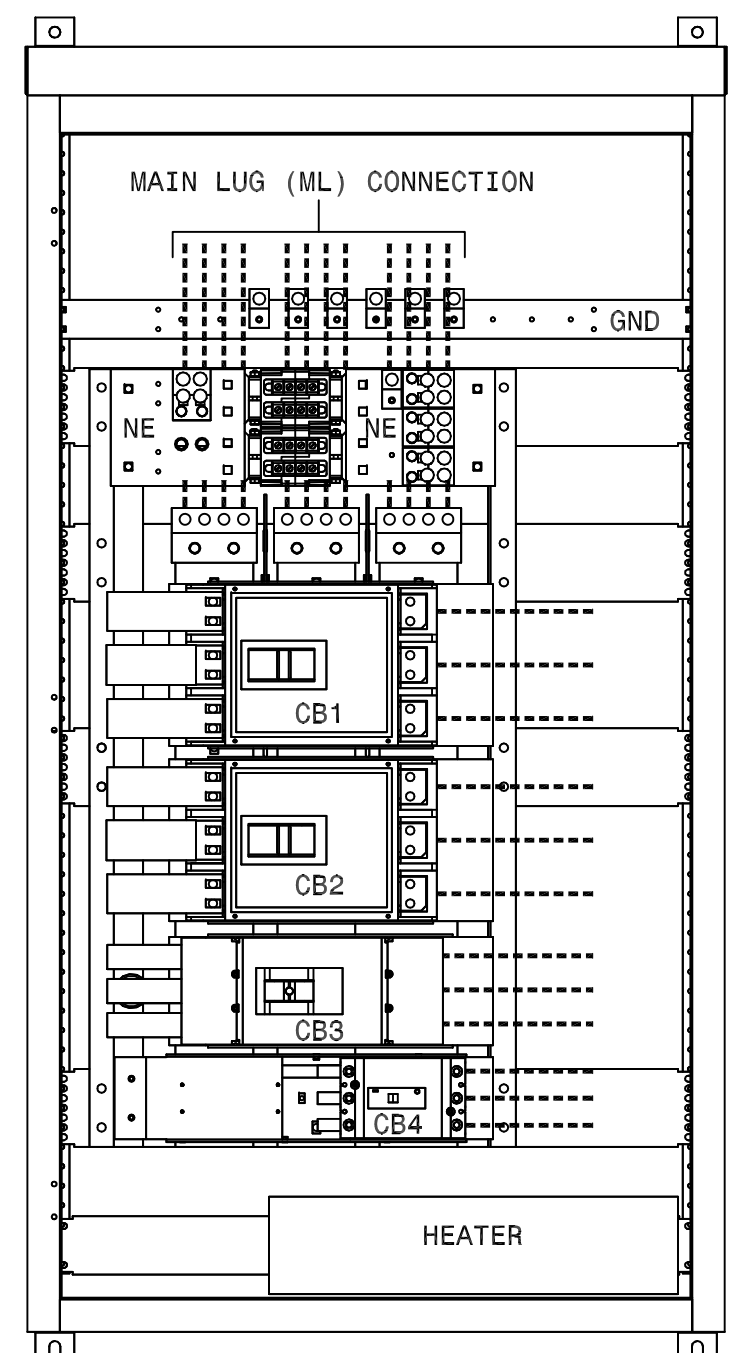 MAIN LUG (ML) CONNECTION
GND
NE
NE
CB1
CB2
CB3
CB4
HEATER